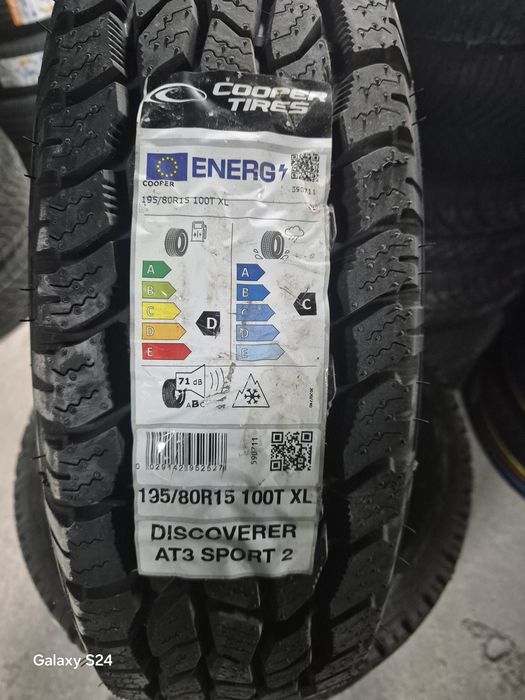 COOPER
TIRES
ENERG
590711
COOPER
195/80R15 100T XL
A
B
C
D
E
D
A
B
C
D
E
C
71 dB
ABC
590711
195/80R15 100T XL
DISCOVERER
AT3 SPORT 2
Galaxy S24